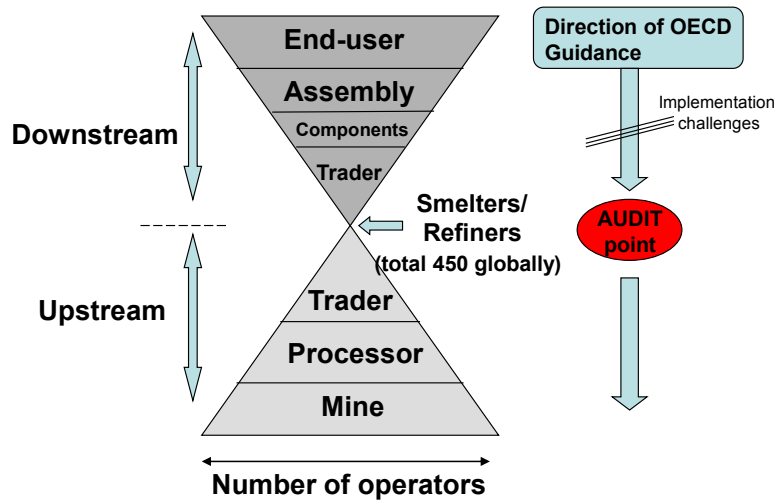 End-user
Assembly
Components
Trader
Downstream
Direction of OECD
Guidance
Implementation
challenges
Smelters/
Refiners
(total 450 globally)
AUDIT
point
Upstream
Trader
Processor
Mine
Number of operators